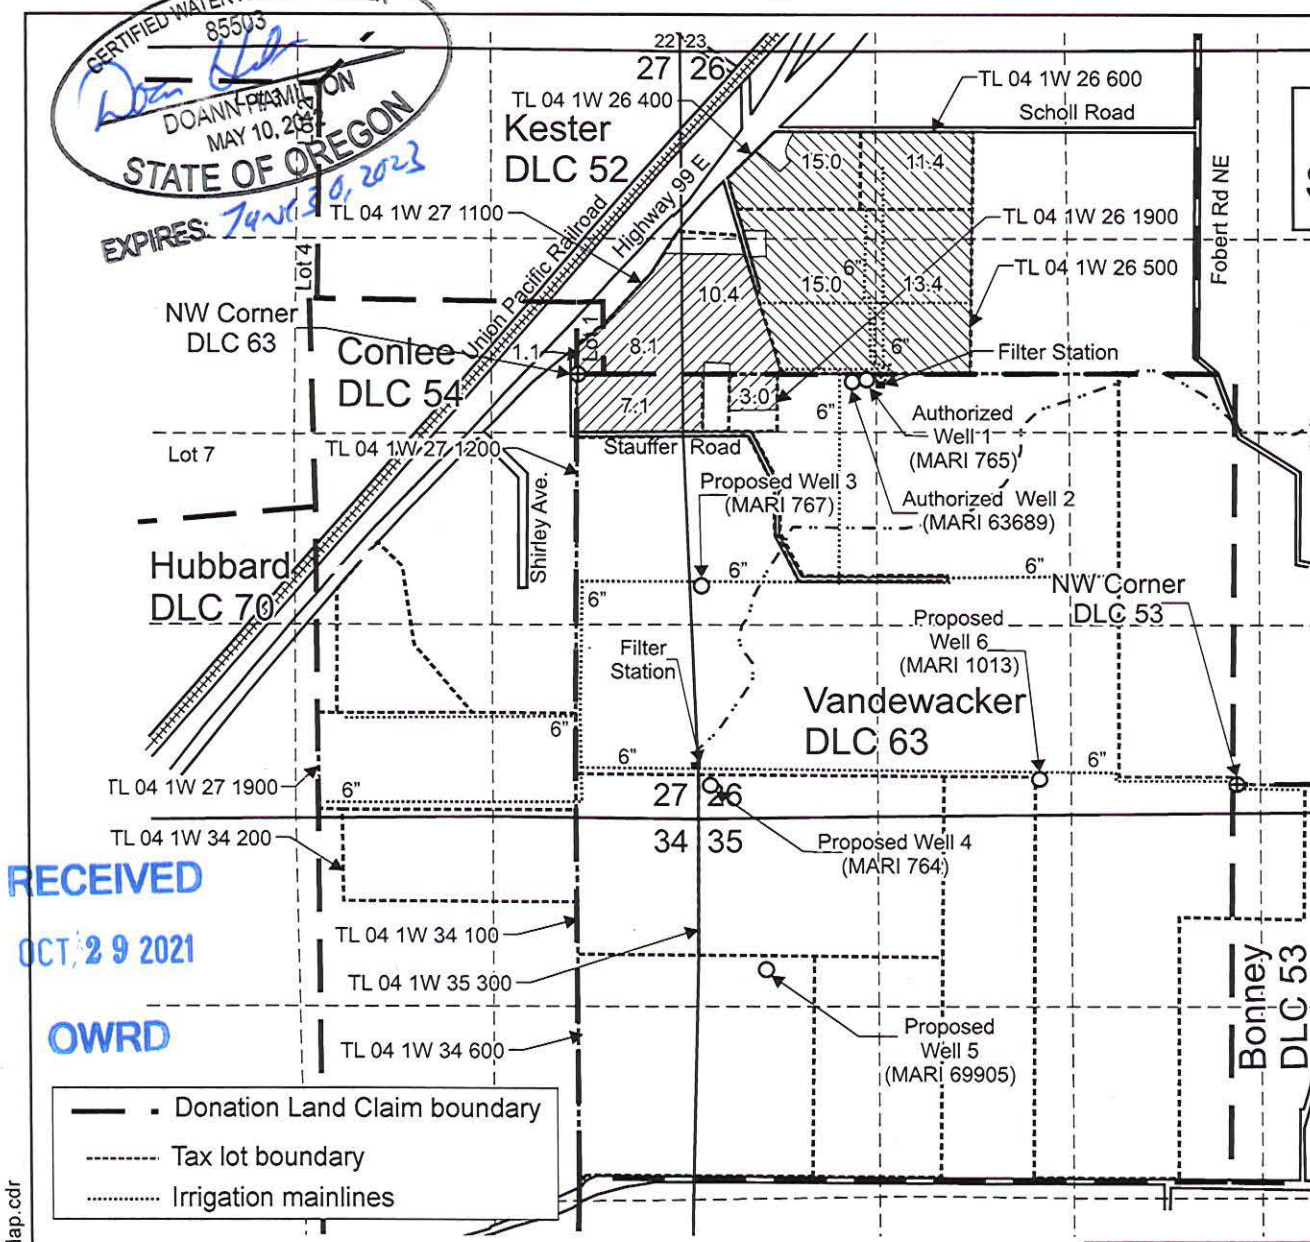 CERTIFIED WATER
85503
DOANN HAMILTON
MAY 10, 20
STATE OF OREGON
EXPIRES: June 30, 2023
Lot 4
22 23
27 26
TL 04 1W 26 400
TL 04 1W 26 600
Scholl Road
Kester
DLC 52
Highway 99 E
Union Pacific Railroad
15.0
11.4
Fobert Rd NE
TL 04 1W 27 1100
TL 04 1W 26 1900
TL 04 1W 26 500
10.4
15.0
6"
13.4
NW Corner
DLC 63
Conlee
DLC 54
1.1
Lot 1
8.1
6"
Filter Station
7.1
3.0
6"
Authorized
Well 1
(MARI 765)
Lot 7
TL 04 1W 27 1200
Stauffer Road
Shirley Ave.
Proposed Well 3
(MARI 767)
Authorized Well 2
(MARI 63689)
Hubbard
DLC 70
6"
6"
6"
NW Corner
DLC 53
Filter
Station
Proposed
Well 6
(MARI 1013)
Vandewacker
DLC 63
6"
6"
6"
TL 04 1W 27 1900
6"
27 26
34 35
TL 04 1W 34 200
Proposed Well 4
(MARI 764)
RECEIVED
OCT 29 2021
OWRD
TL 04 1W 34 100
TL 04 1W 35 300
TL 04 1W 34 600
Proposed
Well 5
(MARI 69905)
Bonney
DLC 53
Donation Land Claim boundary
Tax lot boundary
Irrigation mainlines